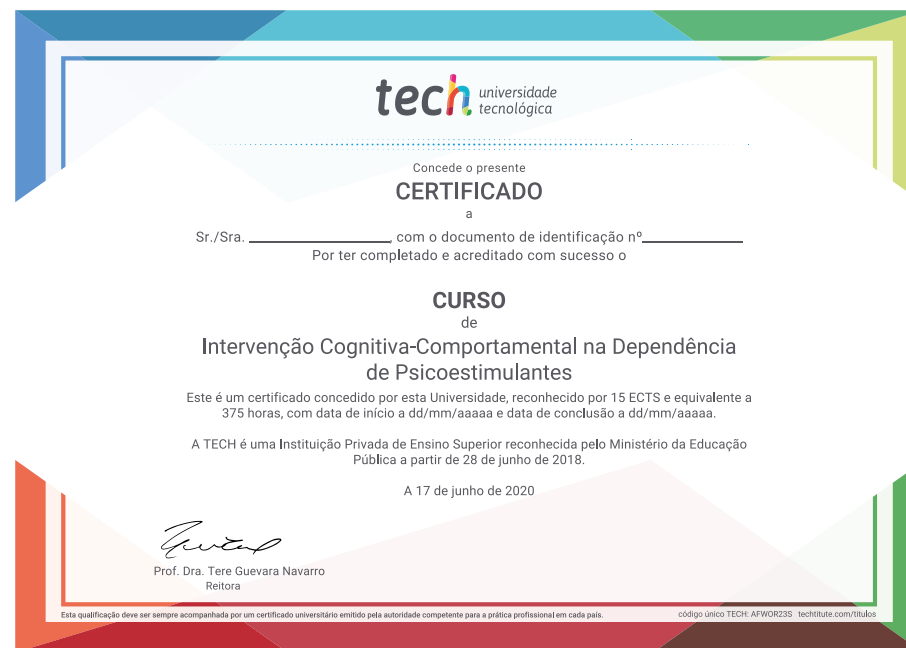 tech universidade
tecnológica
Concede o presente
CERTIFICADO
a
Sr./Sra. ____________________, com o documento de identificação nº______________
Por ter completado e acreditado com sucesso o
CURSO
de
Intervenção Cognitiva-Comportamental na Dependência
de Psicoestimulantes
Este é um certificado concedido por esta Universidade, reconhecido por 15 ECTS e equivalente a
375 horas, com data de início a dd/mm/aaaaa e data de conclusão a dd/mm/aaaaa.
A TECH é uma Instituição Privada de Ensino Superior reconhecida pelo Ministério da Educação
Pública a partir de 28 de junho de 2018.
A 17 de junho de 2020
Prof. Dra. Tere Guevara Navarro
Reitora
Esta qualificação deve ser sempre acompanhada por um certificado universitário emitido pela autoridade competente para a prática profissional em cada país.
código único TECH: AFWOR23S techtitute.com/titulos